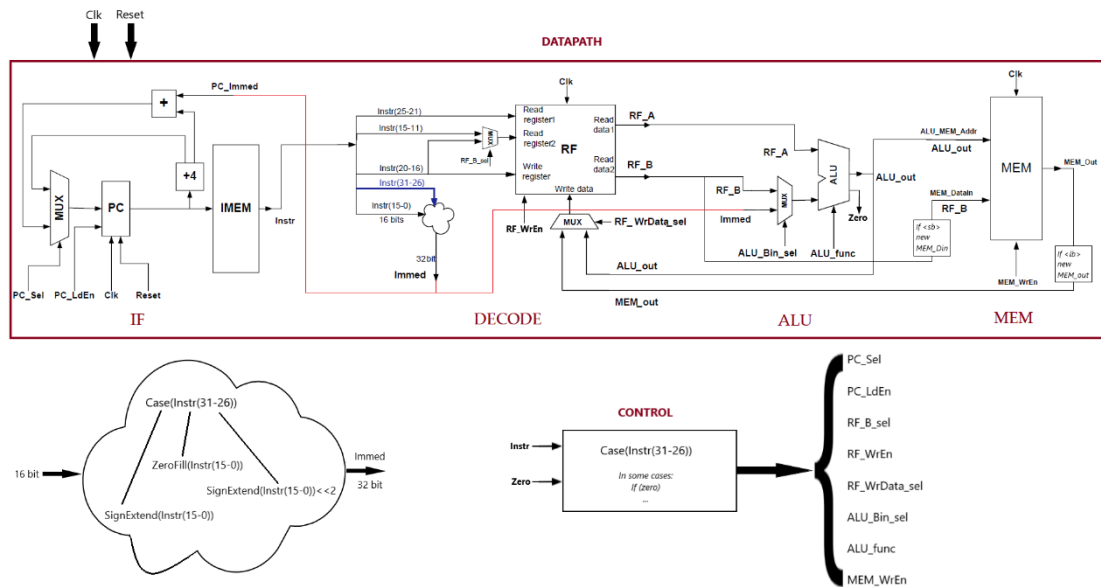 Clk
Reset
DATAPATH
PC_Immed
+
+4
MUX
PC
IMEM
Instr
PC_Sel
PC_LdEn
Clk
Reset
IF
Instr(25-21)
Instr(15-11)
MUX
RF_B_sel
Instr(20-16)
Instr(31-26)
Instr(15-0)
16 bits
32bit
Immed
DECODE
Clk
Read
register1
Read
register2
Write
register
RF
Read
data1
Read
data2
Write data
RF_WrEn
MUX
RF_WrData_sel
ALU_out
MEM_out
RF_A
RF_B
RF_A
RF_B
Immed
MUX
ALU_Bin_sel
ALU
ALU_func
Zero
ALU_out
ALU
ALU_MEM_Addr
ALU_out
MEM_DataIn
RF_B
If <sb>
new
MEM_Din
Clk
MEM
MEM_WrEn
MEM_Out
If <lb>
new
MEM_out
MEM
16 bit
Case(Instr(31-26))
ZeroFill(Instr(15-0))
SignExtend(Instr(15-0))<<2
SignExtend(Instr(15-0))
Immed
32 bit
CONTROL
Instr
Zero
Case(Instr(31-26))
In some cases:
If (zero)
...
PC_Sel
PC_LdEn
RF_B_sel
RF_WrEn
RF_WrData_sel
ALU_Bin_sel
ALU_func
MEM_WrEn